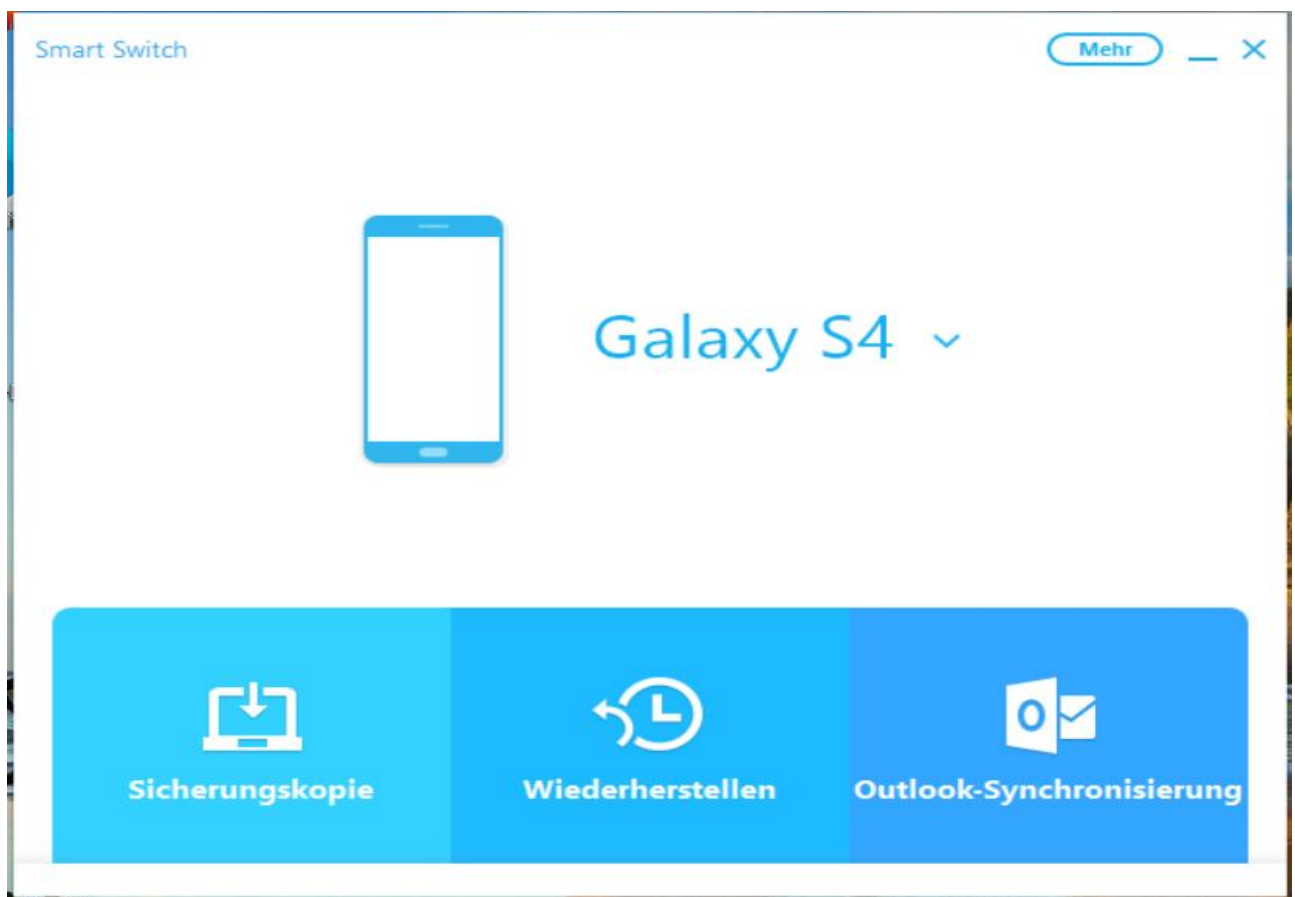 Smart Switch
Mehr
Galaxy S4
Sicherungskopie
Wiederherstellen
Outlook-Synchronisierung